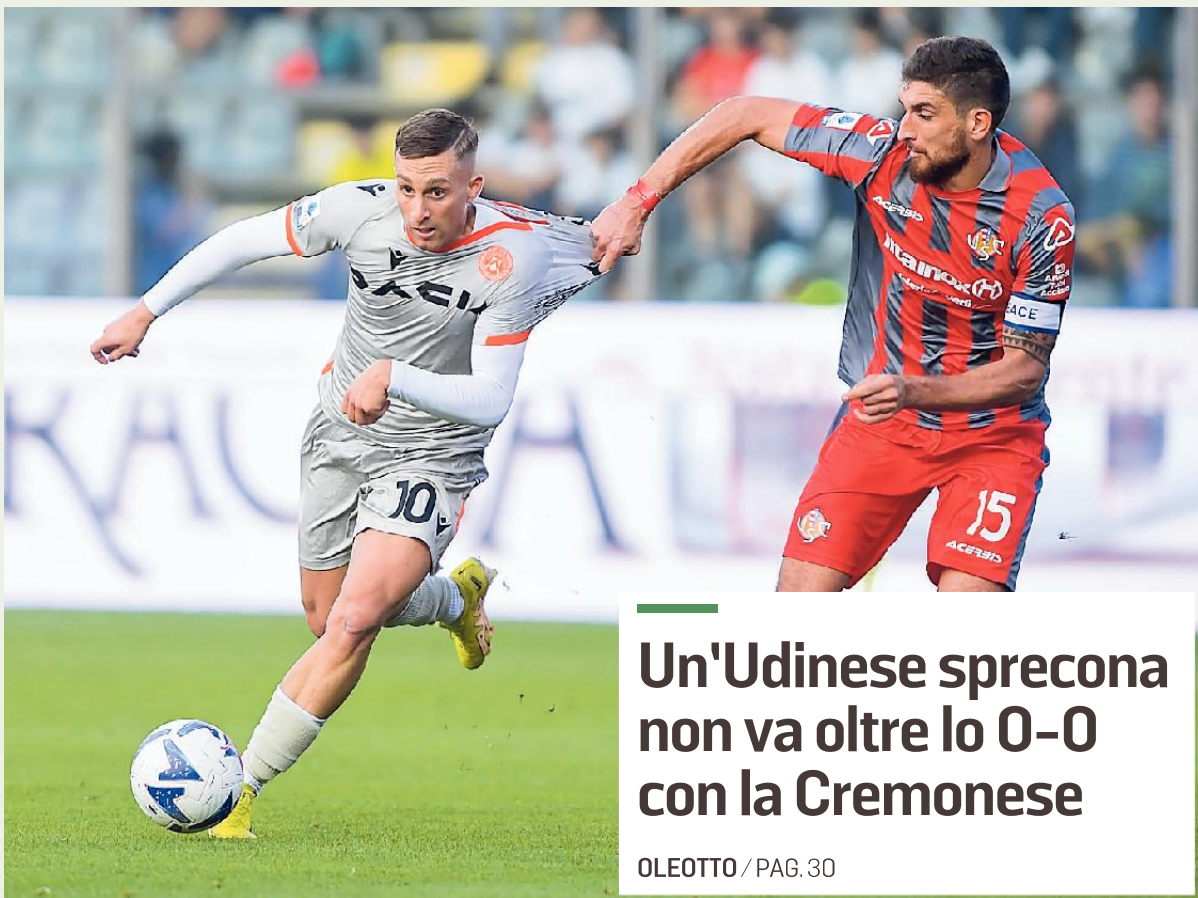 DACIA
10
ACERBIS
ACE
15
ACERBIS
Un'Udinese sprecona
non va oltre lo 0-0
con la Cremonese
OLEOTTO / PAG. 30